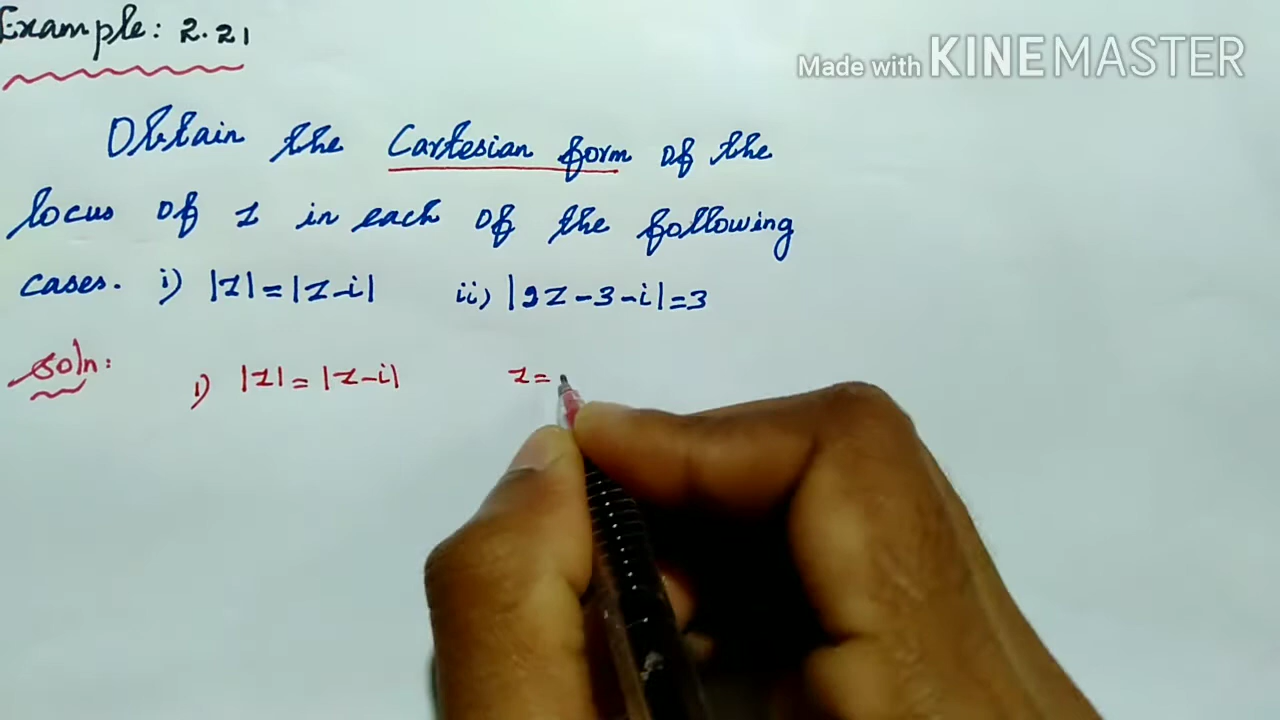 Example: 2.21
Made with KINEMASTER
Obtain the Cartesian form of the
locus of z in each of the following
cases. i) |z| = |z-i| ii) |2z-3-i|=3
Soln:
1) |z| = |z-i| z=